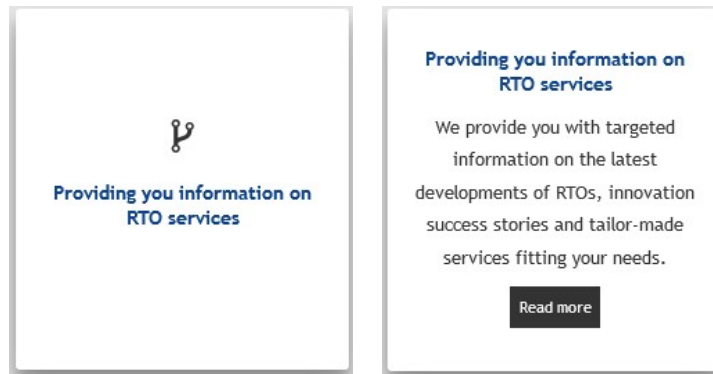 Providing you information on
RTO services
Providing you information on
RTO services
We provide you with targeted
information on the latest
developments of RTOs, innovation
success stories and tailor-made
services fitting your needs.
Read more